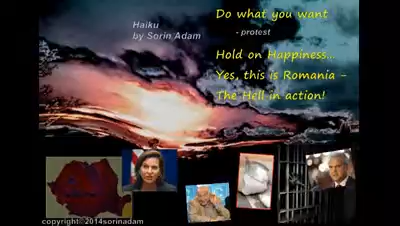 Haiku
by Sorin Adam
Do what you want
- protest
Hold on Happiness...
Yes, this is Romania -
The Hell in action!
copyright©2014sorinadam